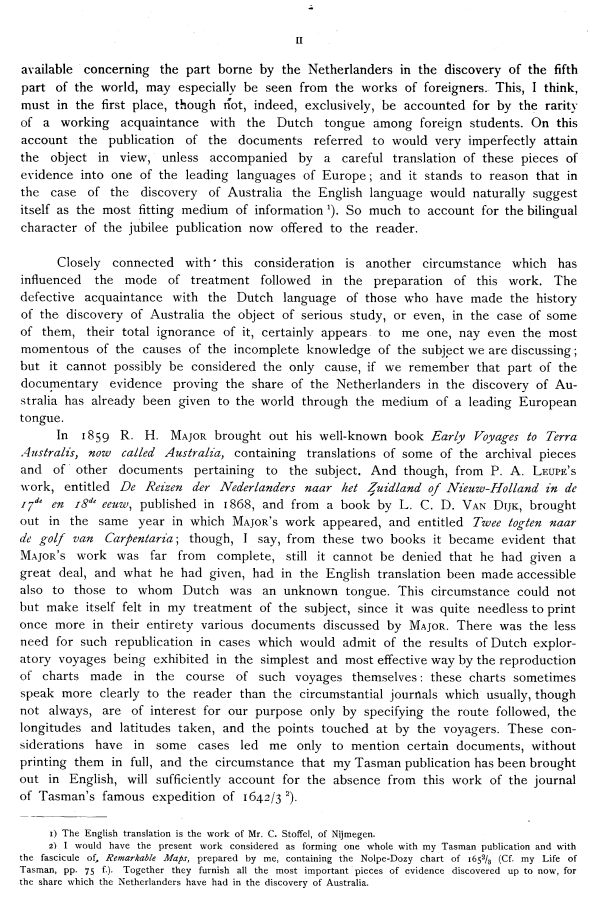 II
available concerning the part borne by the Netherlanders in the discovery of the fifth
part of the world, may especially be seen from the works of foreigners. This, I think,
must in the first place, though not, indeed, exclusively, be accounted for by the rarity
of a working acquaintance with the Dutch tongue among foreign students. On this
account the publication of the documents referred to would very imperfectly attain
the object in view, unless accompanied by a careful translation of these pieces of
evidence into one of the leading languages of Europe; and it stands to reason that in
the case of the discovery of Australia the English language would naturally suggest
itself as the most fitting medium of information ¹). So much to account for the bilingual
character of the jubilee publication now offered to the reader.
Closely connected with this consideration is another circumstance which has
influenced the mode of treatment followed in the preparation of this work. The
defective acquaintance with the Dutch language of those who have made the history
of the discovery of Australia the object of serious study, or even, in the case of some
of them, their total ignorance of it, certainly appears to me one, nay even the most
momentous of the causes of the incomplete knowledge of the subject we are discussing;
but it cannot possibly be considered the only cause, if we remember that part of the
documentary evidence proving the share of the Netherlanders in the discovery of Au-
stralia has already been given to the world through the medium of a leading European
tongue.
In 1859 R. H. MAJOR brought out his well-known book Early Voyages to Terra
Australis, now called Australia, containing translations of some of the archival pieces
and of other documents pertaining to the subject. And though, from P. A. LEUPE's
work, entitled De Reizen der Nederlanders naar het Zuidland of Nieuw-Holland in de
17de en 18de eeuw, published in 1868, and from a book by L. C. D. VAN DIJK, brought
out in the same year in which MAJOR's work appeared, and entitled Twee togten naar
de golf van Carpentaria; though, I say, from these two books it became evident that
MAJOR's work was far from complete, still it cannot be denied that he had given a
great deal, and what he had given, had in the English translation been made accessible
also to those to whom Dutch was an unknown tongue. This circumstance could not
but make itself felt in my treatment of the subject, since it was quite needless to print
once more in their entirety various documents discussed by MAJOR. There was the less
need for such republication in cases which would admit of the results of Dutch explor-
atory voyages being exhibited in the simplest and most effective way by the reproduction
of charts made in the course of such voyages themselves: these charts sometimes
speak more clearly to the reader than the circumstantial journals which usually, though
not always, are of interest for our purpose only by specifying the route followed, the
longitudes and latitudes taken, and the points touched at by the voyagers. These con-
siderations have in some cases led me only to mention certain documents, without
printing them in full, and the circumstance that my Tasman publication has been brought
out in English, will sufficiently account for the absence from this work of the journal
of Tasman's famous expedition of 1642/3 ²).
1) The English translation is the work of Mr. C. Stoffel, of Nijmegen.
2) I would have the present work considered as forming one whole with my Tasman publication and with
the fascicule of, Remarkable Maps, prepared by me, containing the Nolpe-Dozy chart of 165³/₈ (Cf. my Life of
Tasman, pp. 75 f.). Together they furnish all the most important pieces of evidence discovered up to now, for
the share which the Netherlanders have had in the discovery of Australia.